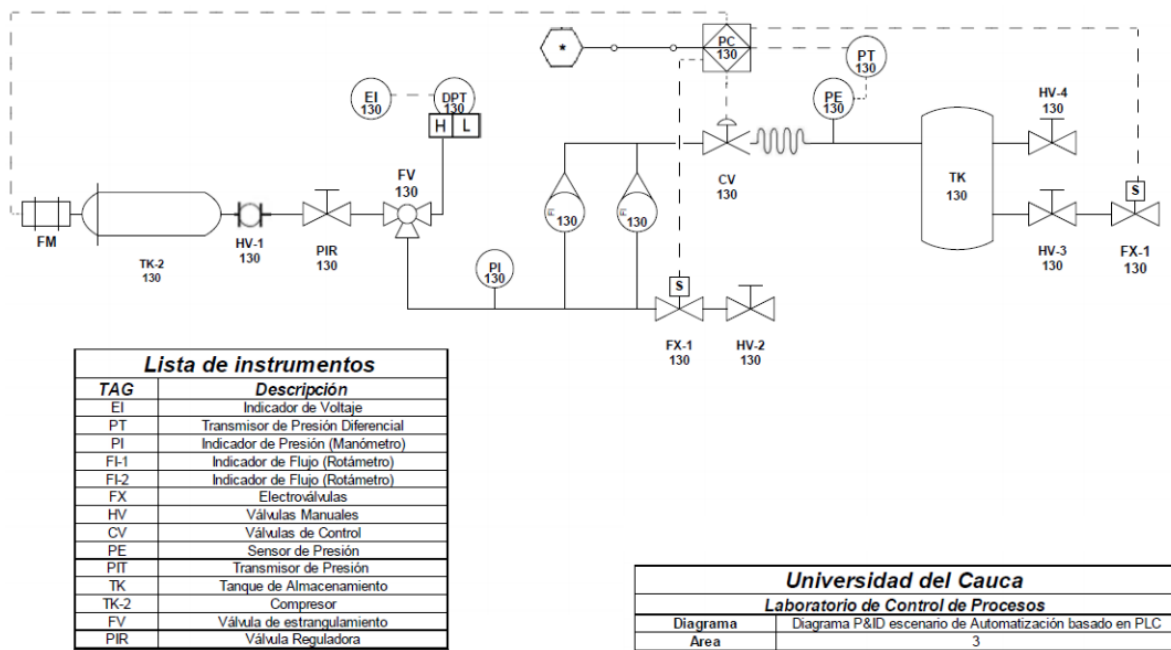 *
PC
130
PT
130
EI
130
DPT
130
H L
PE
130
HV-4
130
FV
130
CV
130
TK
130
130
130
S
FM
TK-2
130
HV-1
130
PIR
130
PI
130
HV-3
130
FX-1
130
S
FX-1
130
HV-2
130
Lista de instrumentos
TAG Descripción
EI Indicador de Voltaje
PT Transmisor de Presión Diferencial
PI Indicador de Presión (Manómetro)
FI-1 Indicador de Flujo (Rotámetro)
FI-2 Indicador de Flujo (Rotámetro)
FX Electroválvulas
HV Válvulas Manuales
CV Válvulas de Control
PE Sensor de Presión
PIT Transmisor de Presión
TK Tanque de Almacenamiento
TK-2 Compresor
FV Válvula de estrangulamiento
PIR Válvula Reguladora
Universidad del Cauca
Laboratorio de Control de Procesos
Diagrama Diagrama P&ID escenario de Automatización basado en PLC
Area 3